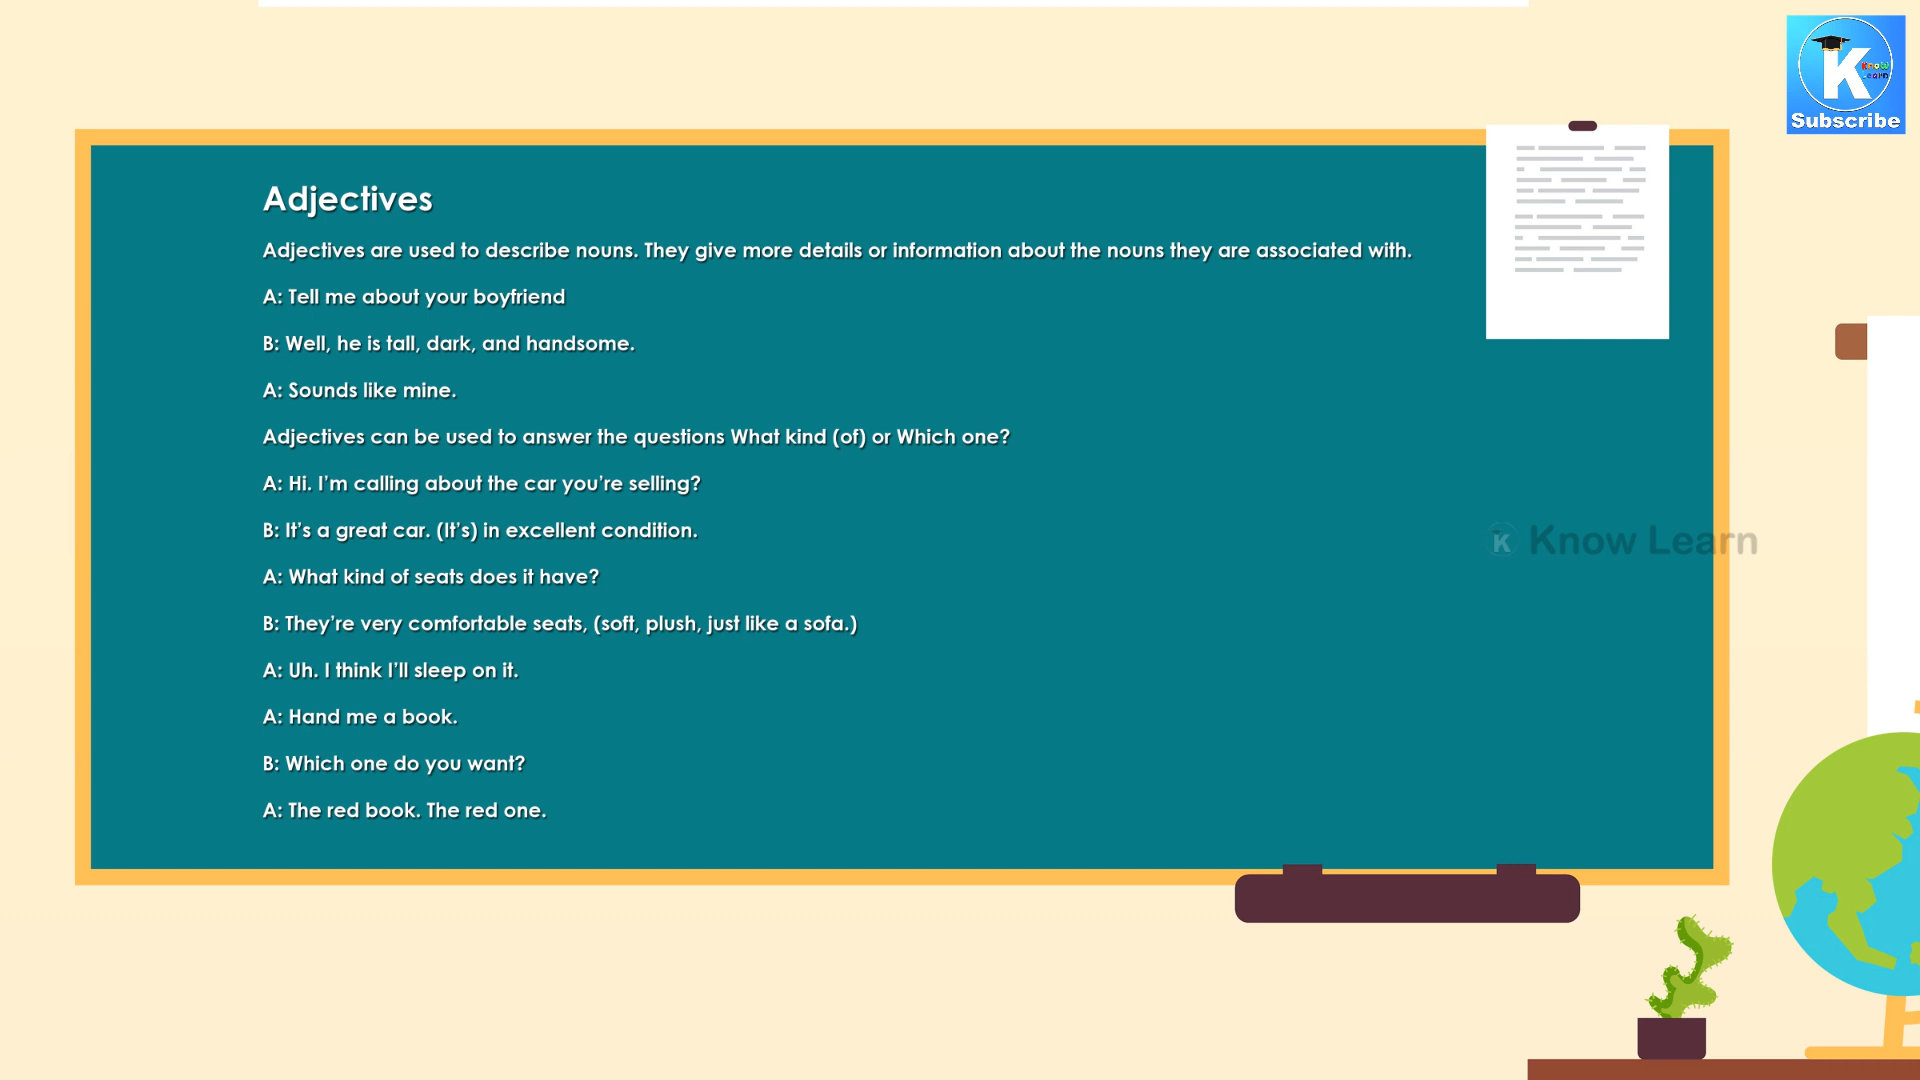 Subscribe
Adjectives
Adjectives are used to describe nouns. They give more details or information about the nouns they are associated with.
A: Tell me about your boyfriend
B: Well, he is tall, dark, and handsome.
A: Sounds like mine.
Adjectives can be used to answer the questions What kind (of) or Which one?
A: Hi. I’m calling about the car you’re selling?
B: It’s a great car. (It’s) in excellent condition.
A: What kind of seats does it have?
B: They’re very comfortable seats, (soft, plush, just like a sofa.)
A: Uh. I think I’ll sleep on it.
A: Hand me a book.
B: Which one do you want?
A: The red book. The red one.
K Know Learn